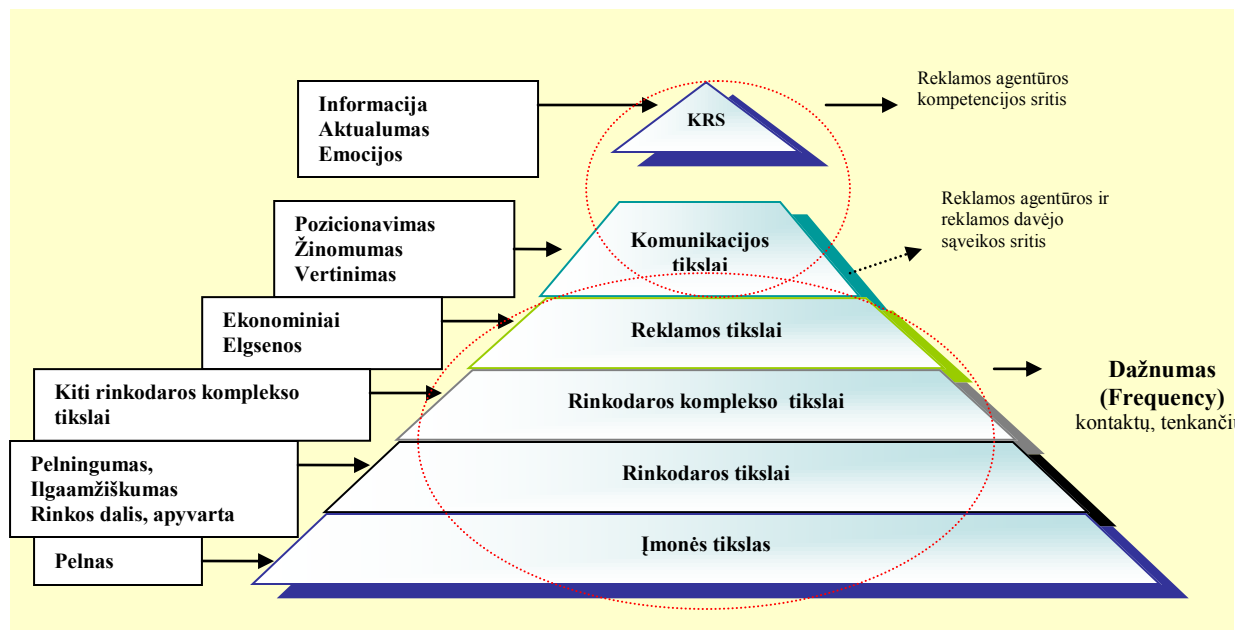 Informacija
Aktualumas
Emocijos
KRS
Reklamos agentūros
kompetencijos sritis
Pozicionavimas
Žinomumas
Vertinimas
Komunikacijos
tikslai
Reklamos agentūros ir
reklamos davėjo
sąveikos sritis
Ekonominiai
Elgsenos
Reklamos tikslai
Kiti rinkodaros komplekso
tikslai
Rinkodaros komplekso tikslai
Dažnumas
(Frequency)
kontaktų, tenkančių
Pelningumas,
Ilgaamžiškumas
Rinkos dalis, apyvarta
Rinkodaros tikslai
Pelnas
Įmonės tikslas